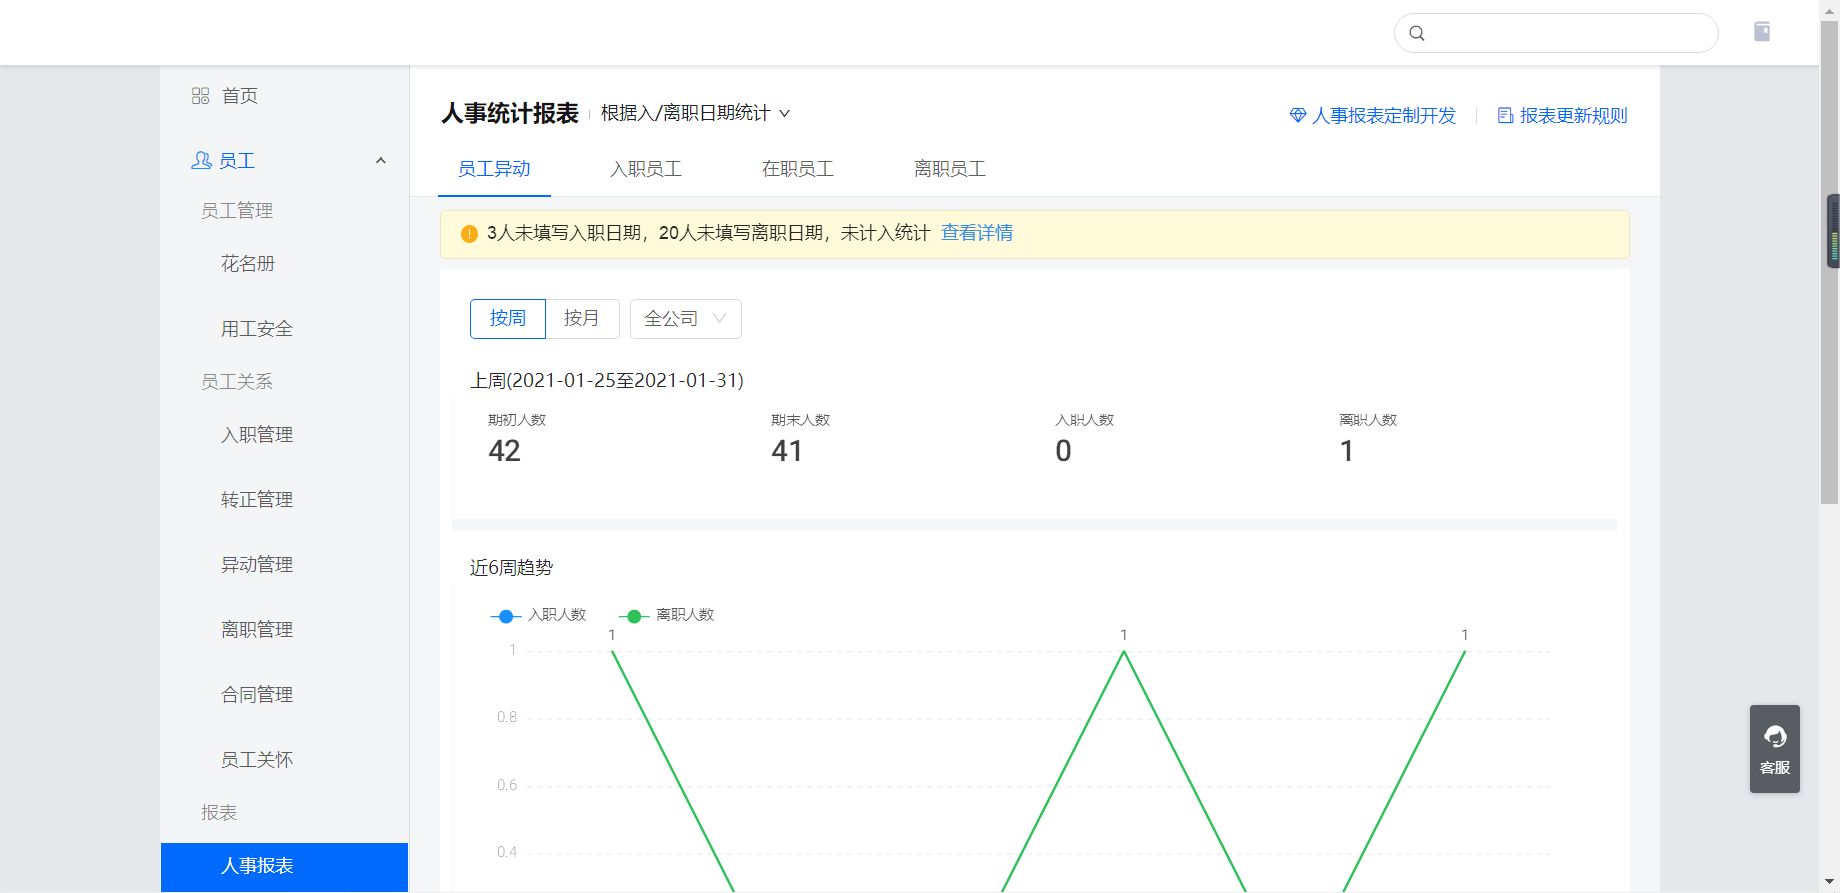 首页
员工
员工管理
花名册
用工安全
员工关系
入职管理
转正管理
异动管理
离职管理
合同管理
员工关怀
报表
人事报表
人事统计报表 根据入/离职日期统计
人事报表定制开发 报表更新规则
员工异动 入职员工 在职员工 离职员工
3人未填写入职日期，20人未填写离职日期，未计入统计 查看详情
按周 按月 全公司
上周(2021-01-25至2021-01-31)
期初人数 期末人数 入职人数 离职人数
42 41 0 1
近6周趋势
入职人数 离职人数
1 1 1
1
0.8
0.6
0.4
客服